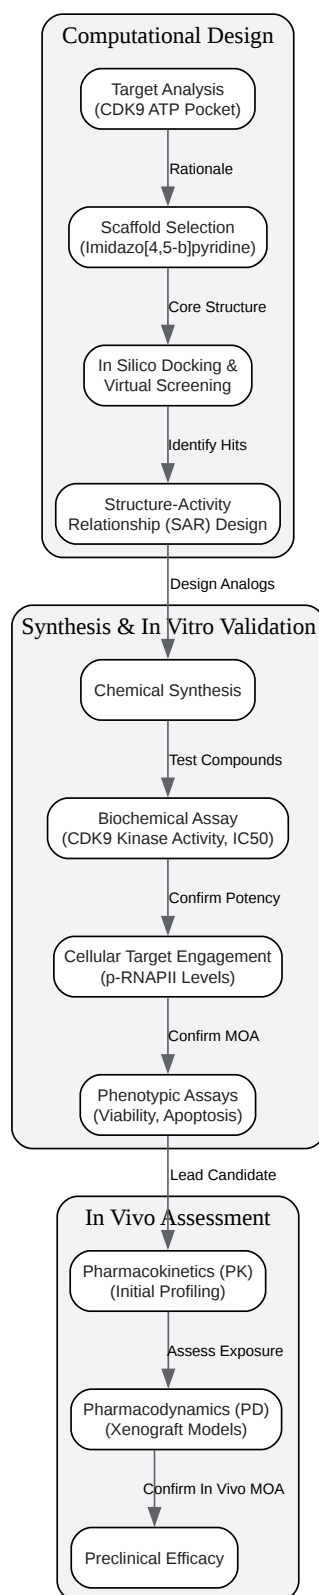 Computational Design
Target Analysis
(CDK9 ATP Pocket)
Rationale
Scaffold Selection
(Imidazo[4,5-b]pyridine)
Core Structure
In Silico Docking &
Virtual Screening
Identify Hits
Structure-Activity
Relationship (SAR) Design
Design Analogs
Synthesis & In Vitro Validation
Chemical Synthesis
Test Compounds
Biochemical Assay
(CDK9 Kinase Activity, IC50)
Confirm Potency
Cellular Target Engagement
(p-RNAPII Levels)
Confirm MOA
Phenotypic Assays
(Viability, Apoptosis)
Lead Candidate
In Vivo Assessment
Pharmacokinetics (PK)
(Initial Profiling)
Assess Exposure
Pharmacodynamics (PD)
(Xenograft Models)
Confirm In Vivo MOA
Preclinical Efficacy